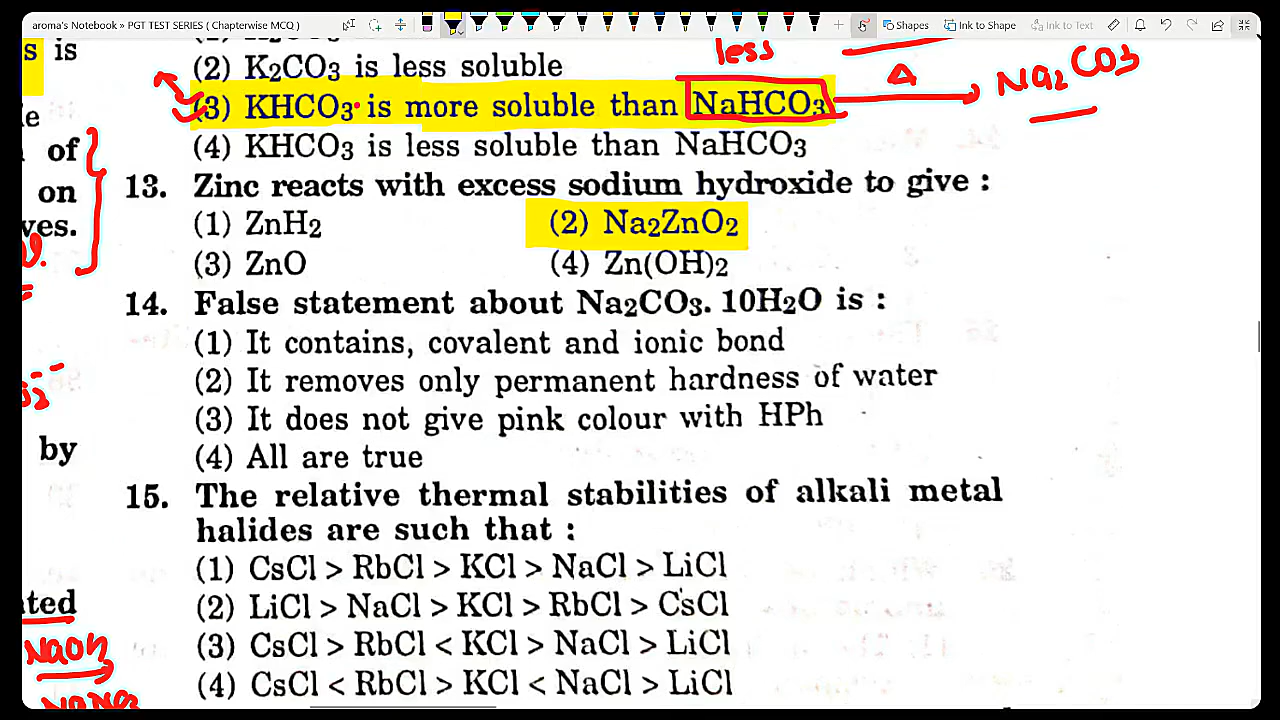 aroma's Notebook » PGT TEST SERIES ( Chapterwise MCQ )
Shapes
Ink to Shape
Ink to Text
s is
less
(2) K2CO3 is less soluble
Δ
Na2CO3
(3) KHCO3 is more soluble than NaHCO3
(4) KHCO3 is less soluble than NaHCO3
of
on
ves.
13. Zinc reacts with excess sodium hydroxide to give :
(1) ZnH2 (2) Na2ZnO2
(3) ZnO (4) Zn(OH)2
14. False statement about Na2CO3. 10H2O is :
(1) It contains, covalent and ionic bond
(2) It removes only permanent hardness of water
(3) It does not give pink colour with HPh
by
(4) All are true
15. The relative thermal stabilities of alkali metal
halides are such that :
(1) CsCl > RbCl > KCl > NaCl > LiCl
(2) LiCl > NaCl > KCl > RbCl > CsCl
ted
(3) CsCl > RbCl < KCl > NaCl > LiCl
NaOH
(4) CsCl < RbCl > KCl < NaCl > LiCl